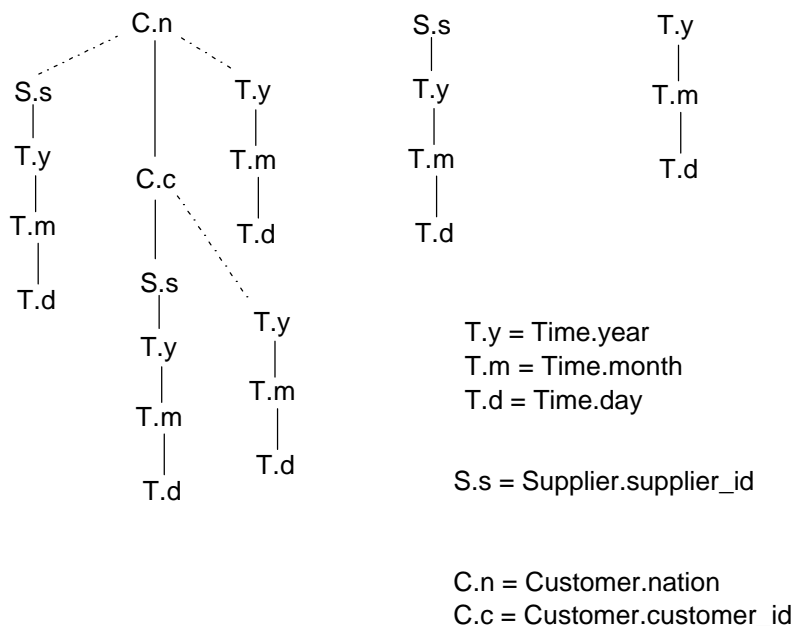 C.n
S.s
T.y
S.s
T.y
T.y
T.m
T.y
T.m
T.m
C.c
T.m
T.d
T.m
T.d
T.d
T.d
S.s
T.y
T.y
T.m
T.m
T.d
T.d
T.y = Time.year
T.m = Time.month
T.d = Time.day
S.s = Supplier.supplier_id
C.n = Customer.nation
C.c = Customer.customer_id